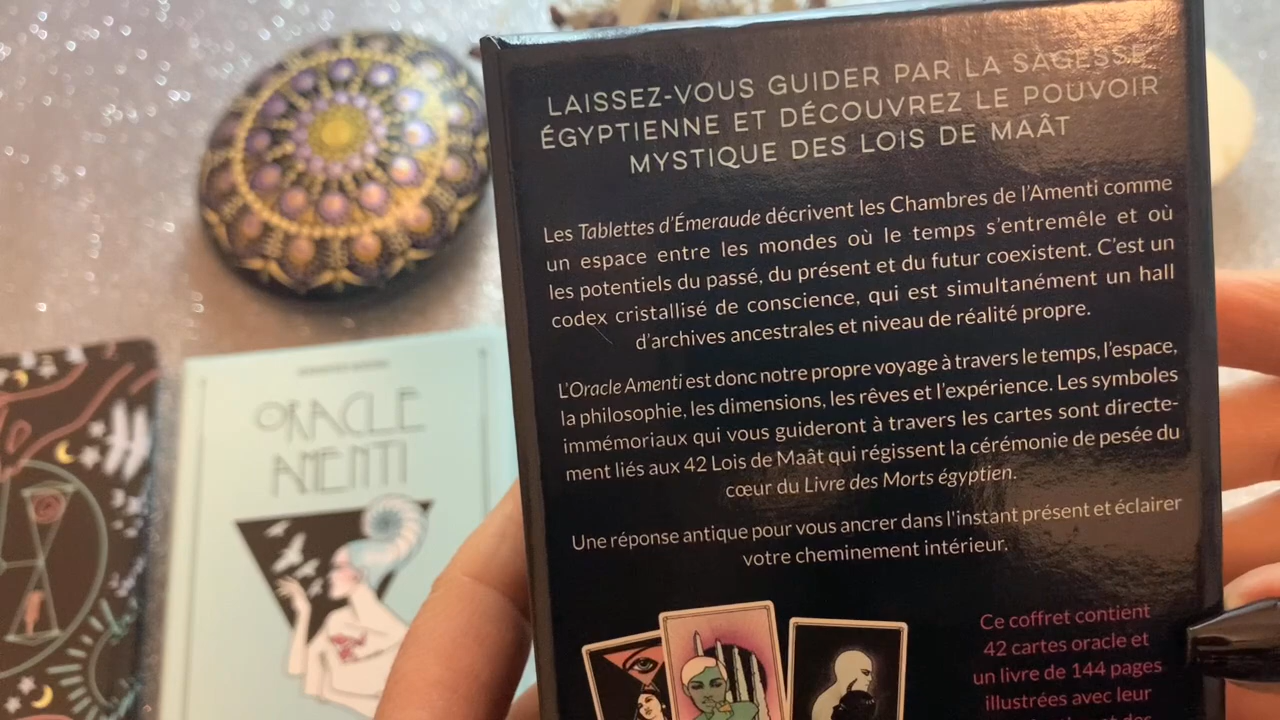 LAISSEZ-VOUS GUIDER PAR LA SAGESSE
ÉGYPTIENNE ET DÉCOUVREZ LE POUVOIR
MYSTIQUE DES LOIS DE MAÂT
Les Tablettes d'Émeraude décrivent les Chambres de l'Amenti comme
un espace entre les mondes où le temps s'entremêle et où
les potentiels du passé, du présent et du futur coexistent. C'est un
codex cristallisé de conscience, qui est simultanément un hall
d'archives ancestrales et niveau de réalité propre.
L'Oracle Amenti est donc notre propre voyage à travers le temps, l'espace,
la philosophie, les dimensions, les rêves et l'expérience. Les symboles
immémoriaux qui vous guideront à travers les cartes sont directe-
ment liés aux 42 Lois de Maât qui régissent la cérémonie de pesée du
cœur du Livre des Morts égyptien.
Une réponse antique pour vous ancrer dans l'instant présent et éclairer
votre cheminement intérieur.
Ce coffret contient
42 cartes oracle et
un livre de 144 pages
illustrées avec leur
ORACLE
AMENTI